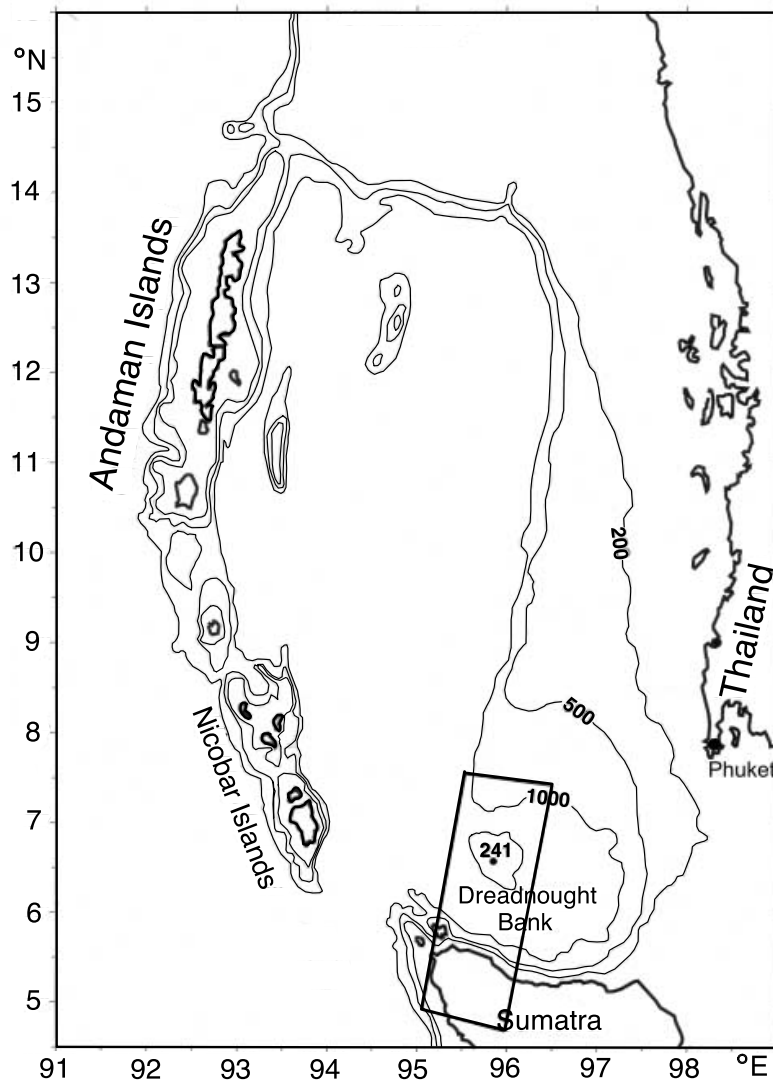 °N
15
14
13
12
11
10
9
8
7
6
5
Andaman Islands
Nicobar Islands
200
500
1000
241
Dreadnought
Bank
Thailand
Phuket
Sumatra
91 92 93 94 95 96 97 98 °E